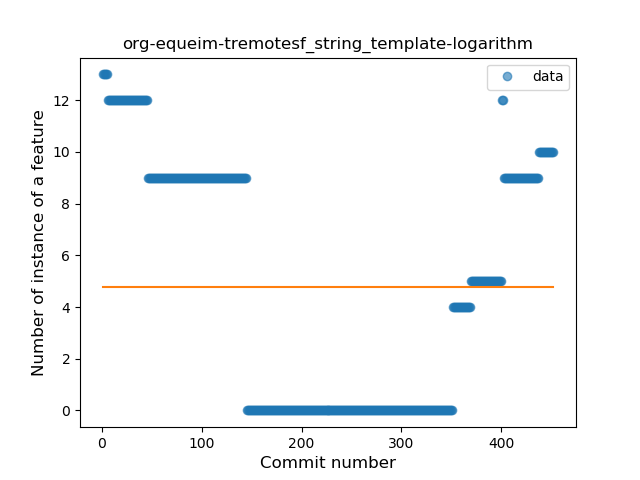 org-equeim-tremotesf_string_template-logarithm
data
Number of instance of a feature
12
10
8
6
4
2
0
0 100 200 300 400
Commit number